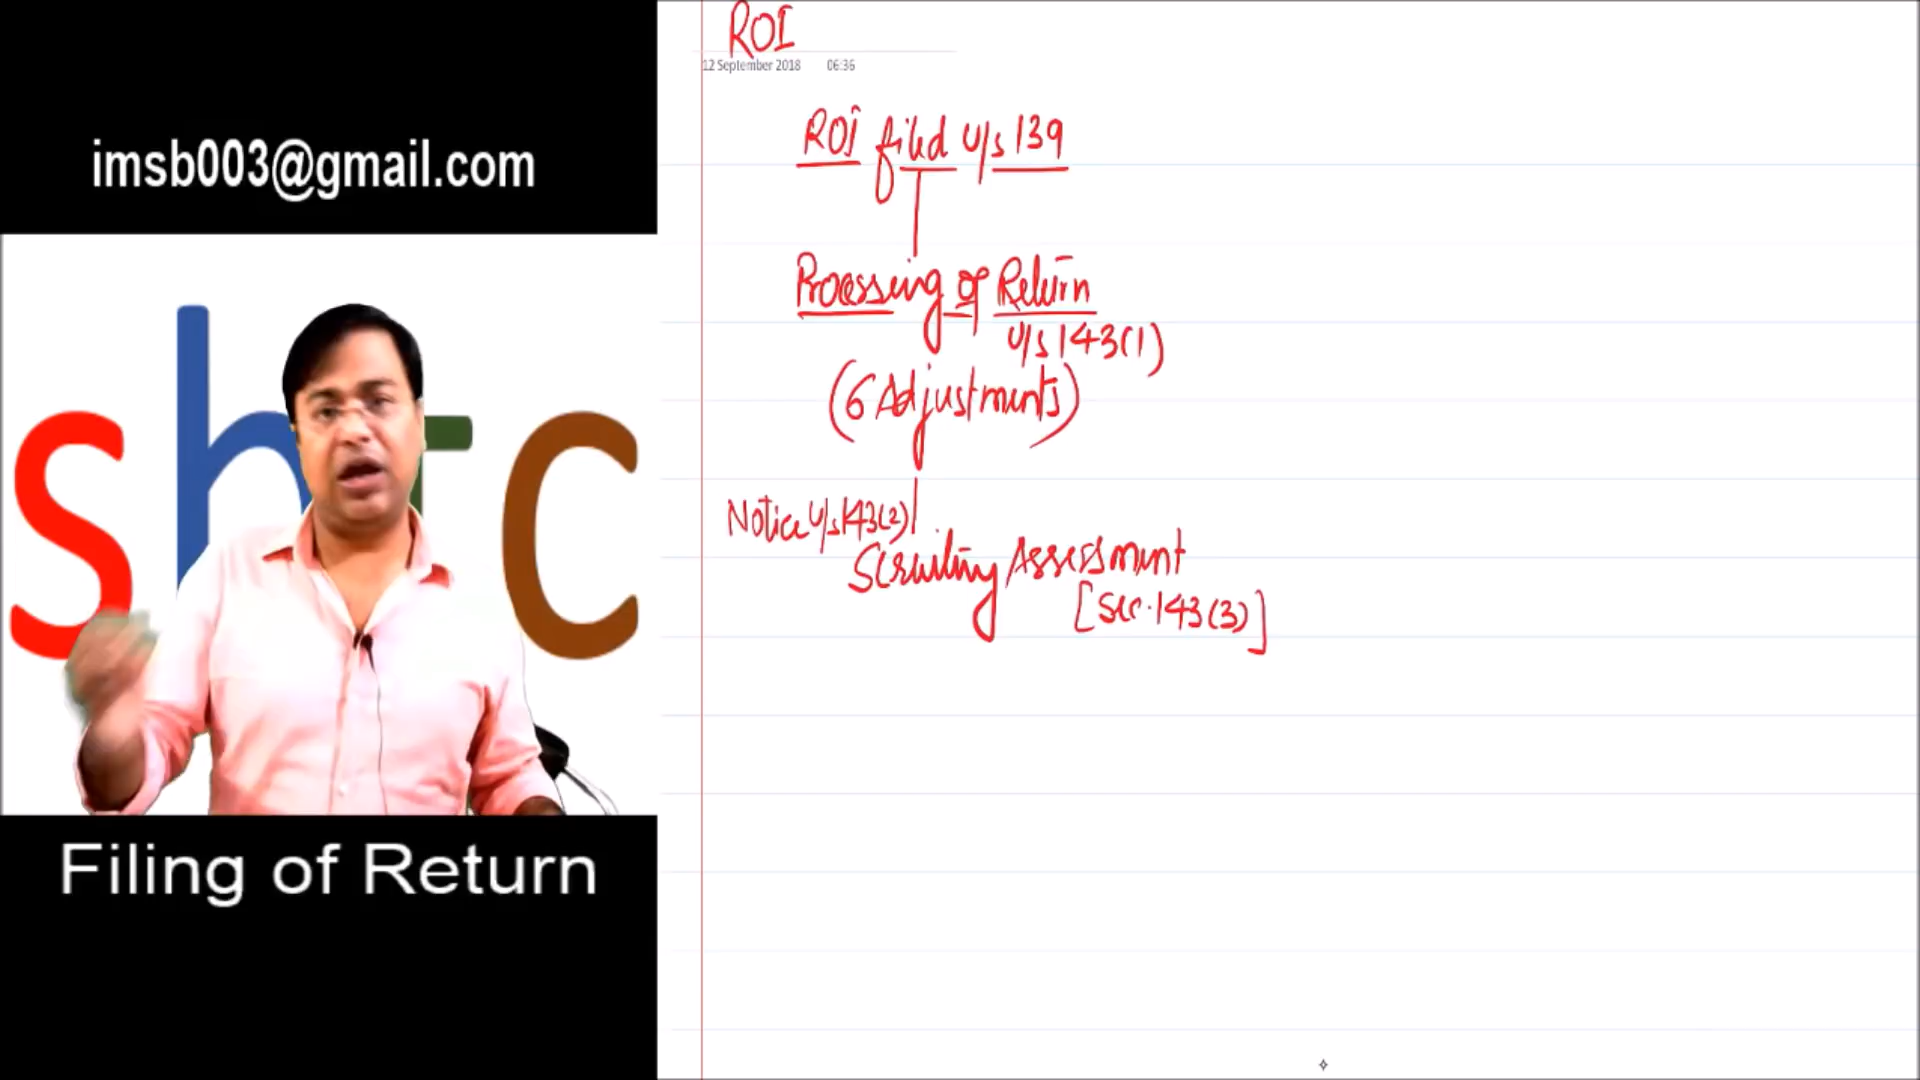 imsb003@gmail.com
shtc
Filing of Return
ROI
12 September 2018 06:36
ROI filed u/s 139
Processing of Return
u/s 143(1)
(6 Adjustments)
Notice u/s 143(2)
Scrutiny Assessment
[Sec. 143(3)]